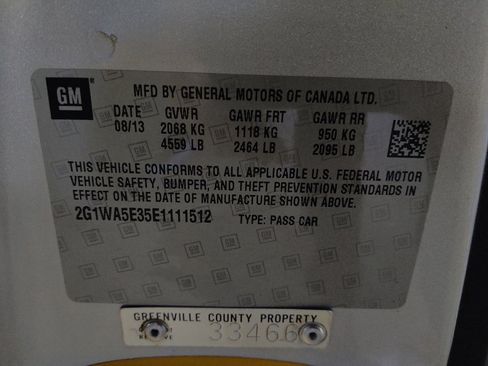 GM
MFD BY GENERAL MOTORS OF CANADA LTD.
DATE GVWR GAWR FRT GAWR RR
08/13 2068 KG 1118 KG 950 KG
4559 LB 2464 LB 2095 LB
THIS VEHICLE CONFORMS TO ALL APPLICABLE U.S. FEDERAL MOTOR
VEHICLE SAFETY, BUMPER, AND THEFT PREVENTION STANDARDS IN
EFFECT ON THE DATE OF MANUFACTURE SHOWN ABOVE.
2G1WA5E35E1111512 TYPE: PASS CAR
GREENVILLE COUNTY PROPERTY
33466